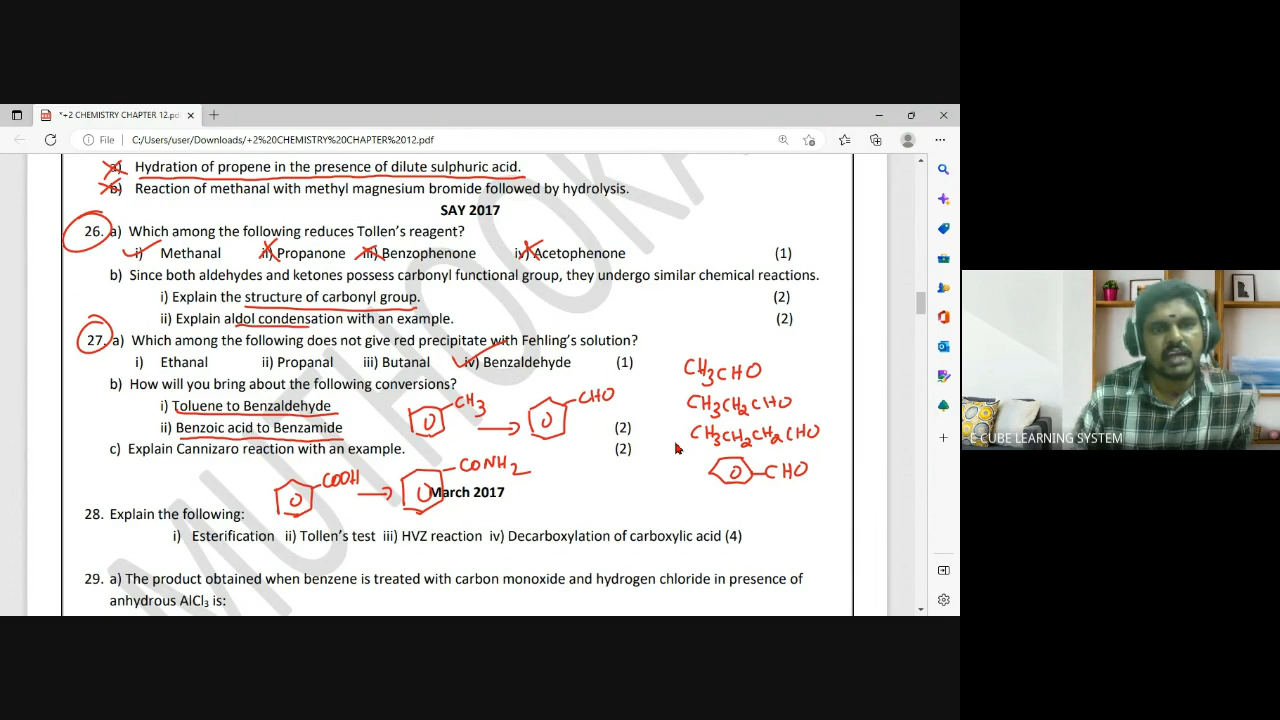 *+2 CHEMISTRY CHAPTER 12.pd
File C:/Users/user/Downloads/+2%20CHEMISTRY%20CHAPTER%2012.pdf
a) Hydration of propene in the presence of dilute sulphuric acid.
b) Reaction of methanal with methyl magnesium bromide followed by hydrolysis.
SAY 2017
26. a) Which among the following reduces Tollen's reagent?
i) Methanal ii) Propanone iii) Benzophenone iv) Acetophenone (1)
b) Since both aldehydes and ketones possess carbonyl functional group, they undergo similar chemical reactions.
i) Explain the structure of carbonyl group. (2)
ii) Explain aldol condensation with an example. (2)
27. a) Which among the following does not give red precipitate with Fehling's solution?
i) Ethanal ii) Propanal iii) Butanal iv) Benzaldehyde (1)
CH3CHO
b) How will you bring about the following conversions?
i) Toluene to Benzaldehyde
CH3 CHO
CH3CH2CHO
ii) Benzoic acid to Benzamide (2)
CH3CH2CH2CHO
c) Explain Cannizaro reaction with an example. (2)
COOH CONH2
CHO
C CUBE LEARNING SYSTEM
March 2017
28. Explain the following:
i) Esterification ii) Tollen's test iii) HVZ reaction iv) Decarboxylation of carboxylic acid (4)
29. a) The product obtained when benzene is treated with carbon monoxide and hydrogen chloride in presence of
anhydrous AlCl₃ is: